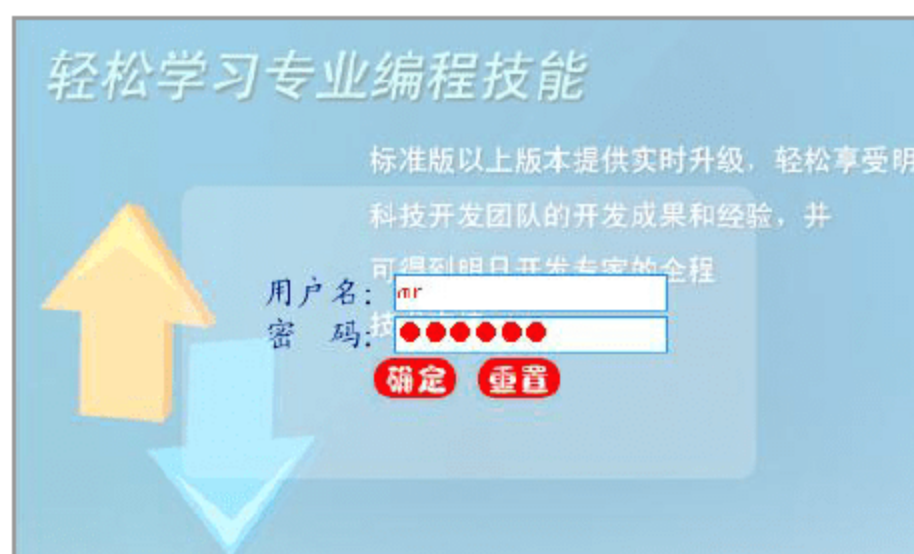 轻松学习专业编程技能
标准版以上版本提供实时升级，轻松享受明
科技开发团队的开发成果和经验，并
可得到明日开发专家的全程
用户名: mr
密 码: ●●●●●●
确定 重置